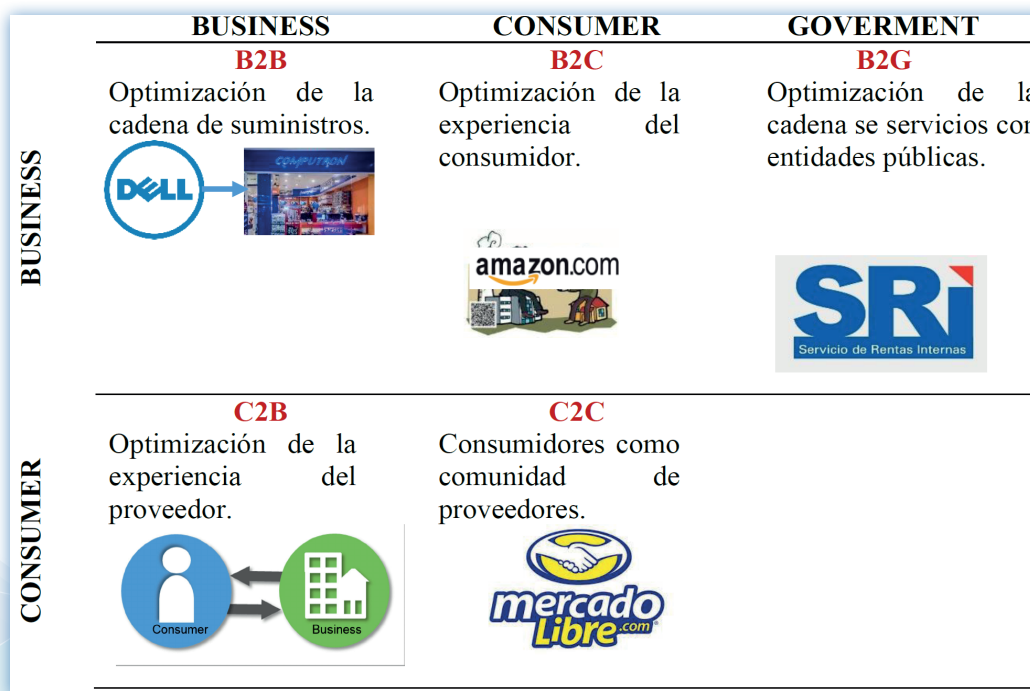 BUSINESS CONSUMER GOVERMENT
BUSINESS
B2B
Optimización de la
cadena de suministros.
DELL
COMPUTRON
B2C
Optimización de la
experiencia del
consumidor.
amazon.com
B2G
Optimización de la
cadena se servicios con
entidades públicas.
SRi
Servicio de Rentas Internas
CONSUMER
C2B
Optimización de la
experiencia del
proveedor.
Consumer
Business
C2C
Consumidores como
comunidad de
proveedores.
mercado
Libre.com